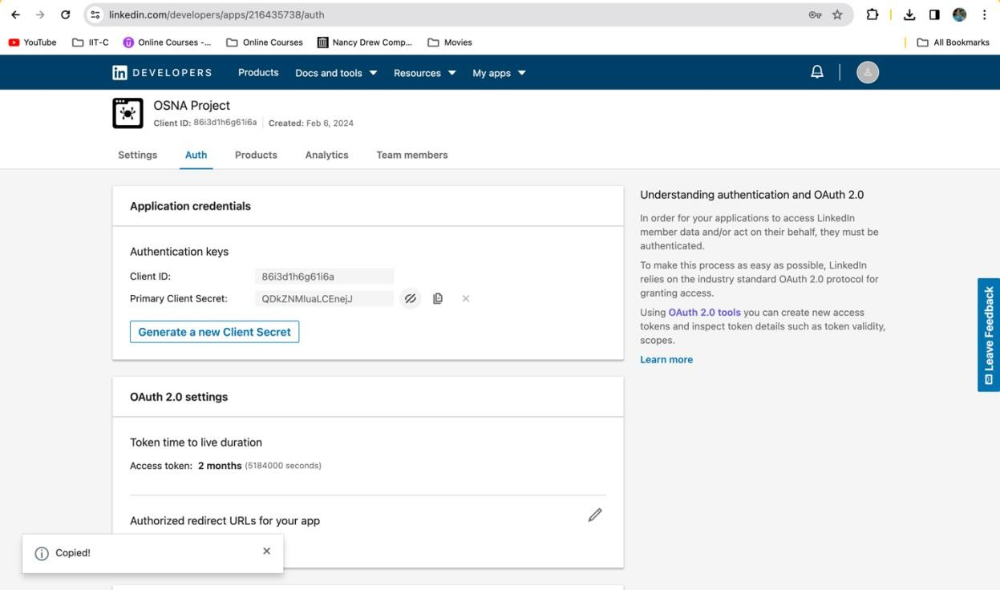 linkedin.com/developers/apps/216435738/auth
YouTube IIT-C Online Courses -... Online Courses Nancy Drew Comp... Movies All Bookmarks
in DEVELOPERS Products Docs and tools Resources My apps
OSNA Project
Client ID: 86i3d1h6g61i6a Created: Feb 6, 2024
Settings Auth Products Analytics Team members
Application credentials
Authentication keys
Client ID: 86i3d1h6g61i6a
Primary Client Secret: QDkZNMIuaLCEnejJ
Generate a new Client Secret
OAuth 2.0 settings
Token time to live duration
Access token: 2 months (5184000 seconds)
Authorized redirect URLs for your app
Understanding authentication and OAuth 2.0
In order for your applications to access LinkedIn
member data and/or act on their behalf, they must be
authenticated.
To make this process as easy as possible, LinkedIn
relies on the industry standard OAuth 2.0 protocol for
granting access.
Using OAuth 2.0 tools you can create new access
tokens and inspect token details such as token validity,
scopes.
Learn more
Leave Feedback
Copied!